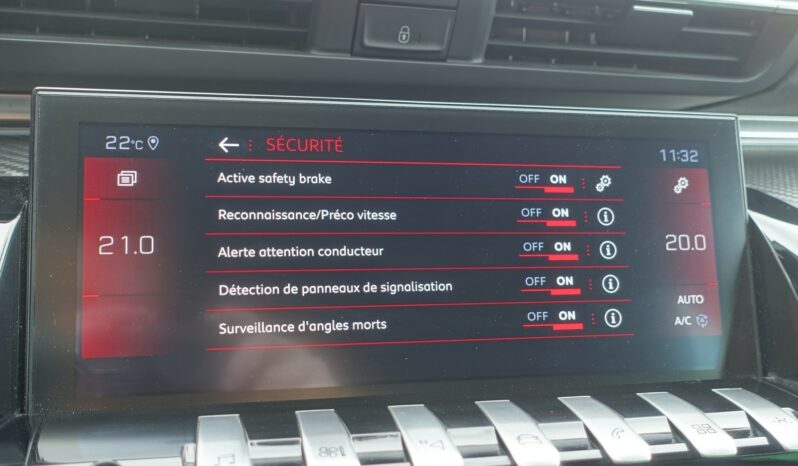 22°C
SÉCURITÉ
11:32
Active safety brake OFF ON
Reconnaissance/Préco vitesse OFF ON
21.0
Alerte attention conducteur OFF ON
20.0
Détection de panneaux de signalisation OFF ON
AUTO
Surveillance d'angles morts OFF ON
A/C